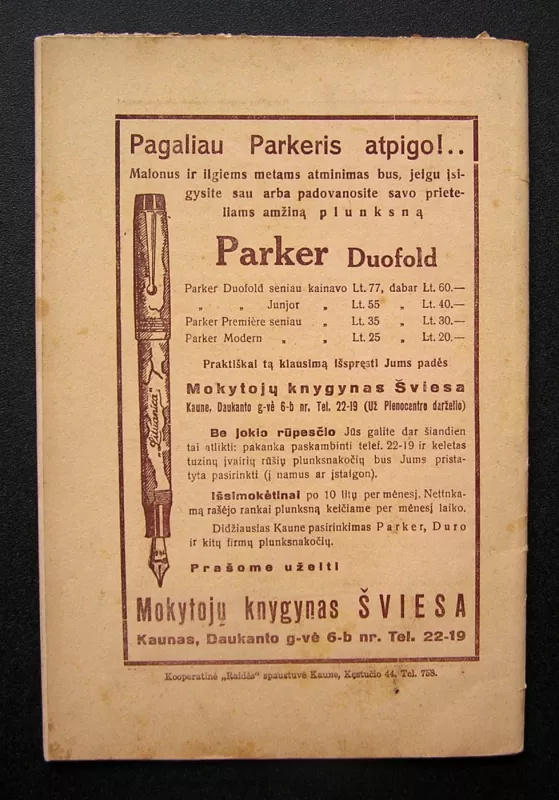 Pagaliau Parkeris atpigo!..
Malonus ir ilgiems metams atminimas bus, jeigu įsi-
gysite sau arba padovanosite savo priete-
liams amžiną plunksną
Parker Duofold
Parker Duofold seniau kainavo Lt. 77, dabar Lt. 60.—
„ „ Junjor „ Lt. 55 „ Lt. 40.—
Parker Première seniau „ Lt. 35 „ Lt. 30.—
Parker Modern „ „ Lt. 25 „ Lt. 20.—
Praktiškai tą klausimą išspręsti Jums padės
Mokytojų knygynas Šviesa
Kaune, Daukanto g-vė 6-b nr. Tel. 22-19 (Už Pienocentro darželio)
Be jokio rūpesčio Jūs galite dar šiandien
tai atlikti: pakanka paskambinti telef. 22-19 ir keletas
tuzinų įvairių rūšių plunksnakočių bus Jums prista-
tyta pasirinkti (į namus ar įstaigon).
Išsimokėtinai po 10 litų per mėnesį. Netinka-
mą rašėjo rankai plunksną keičiame per mėnesį laiko.
Didžiausias Kaune pasirinkimas Parker, Duro
ir kitų firmų plunksnakočių.
Prašome užeiti
„Lituanica"
Mokytojų knygynas ŠVIESA
Kaunas, Daukanto g-vė 6-b nr. Tel. 22-19
Kooperatinė „Raidės" spaustuvė Kaune, Kęstučio 44. Tel. 758.